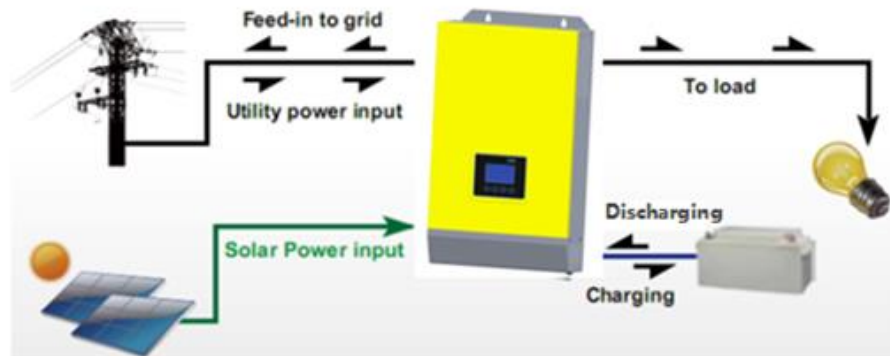 Feed-in to grid
Utility power input
To load
Discharging
Solar Power input
Charging